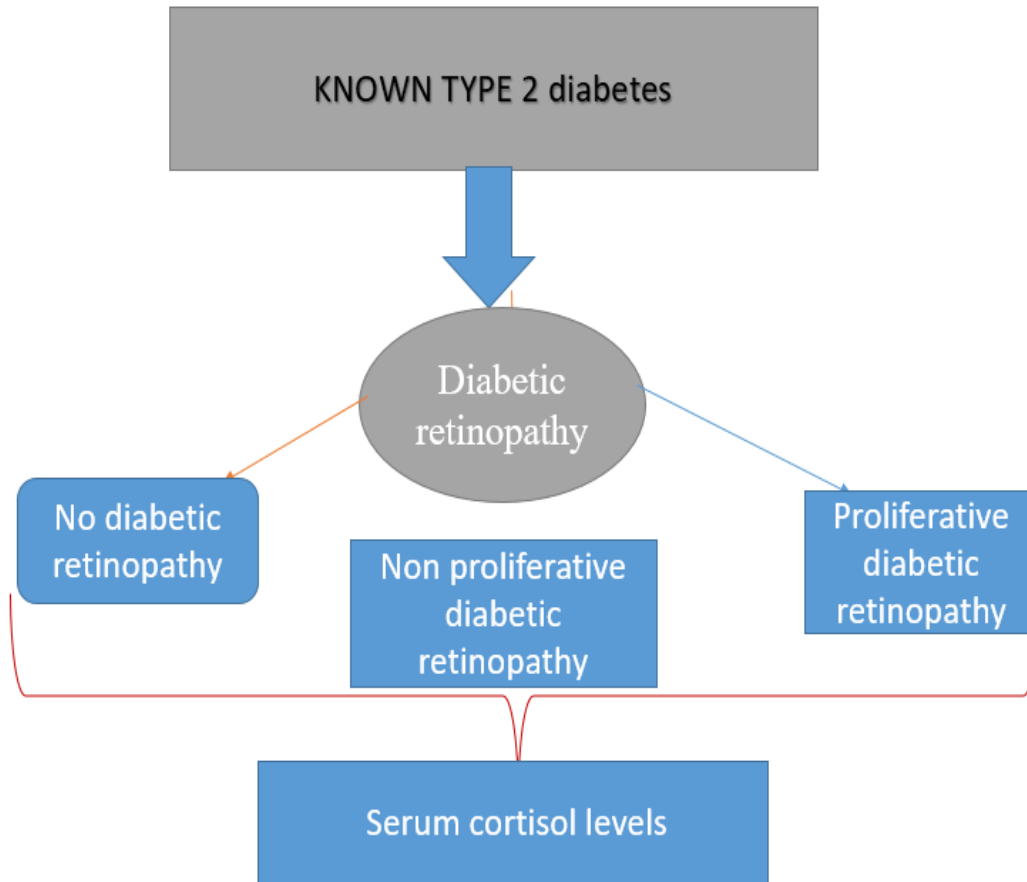 KNOWN TYPE 2 diabetes
Diabetic
retinopathy
No diabetic
retinopathy
Non proliferative
diabetic
retinopathy
Proliferative
diabetic
retinopathy
Serum cortisol levels